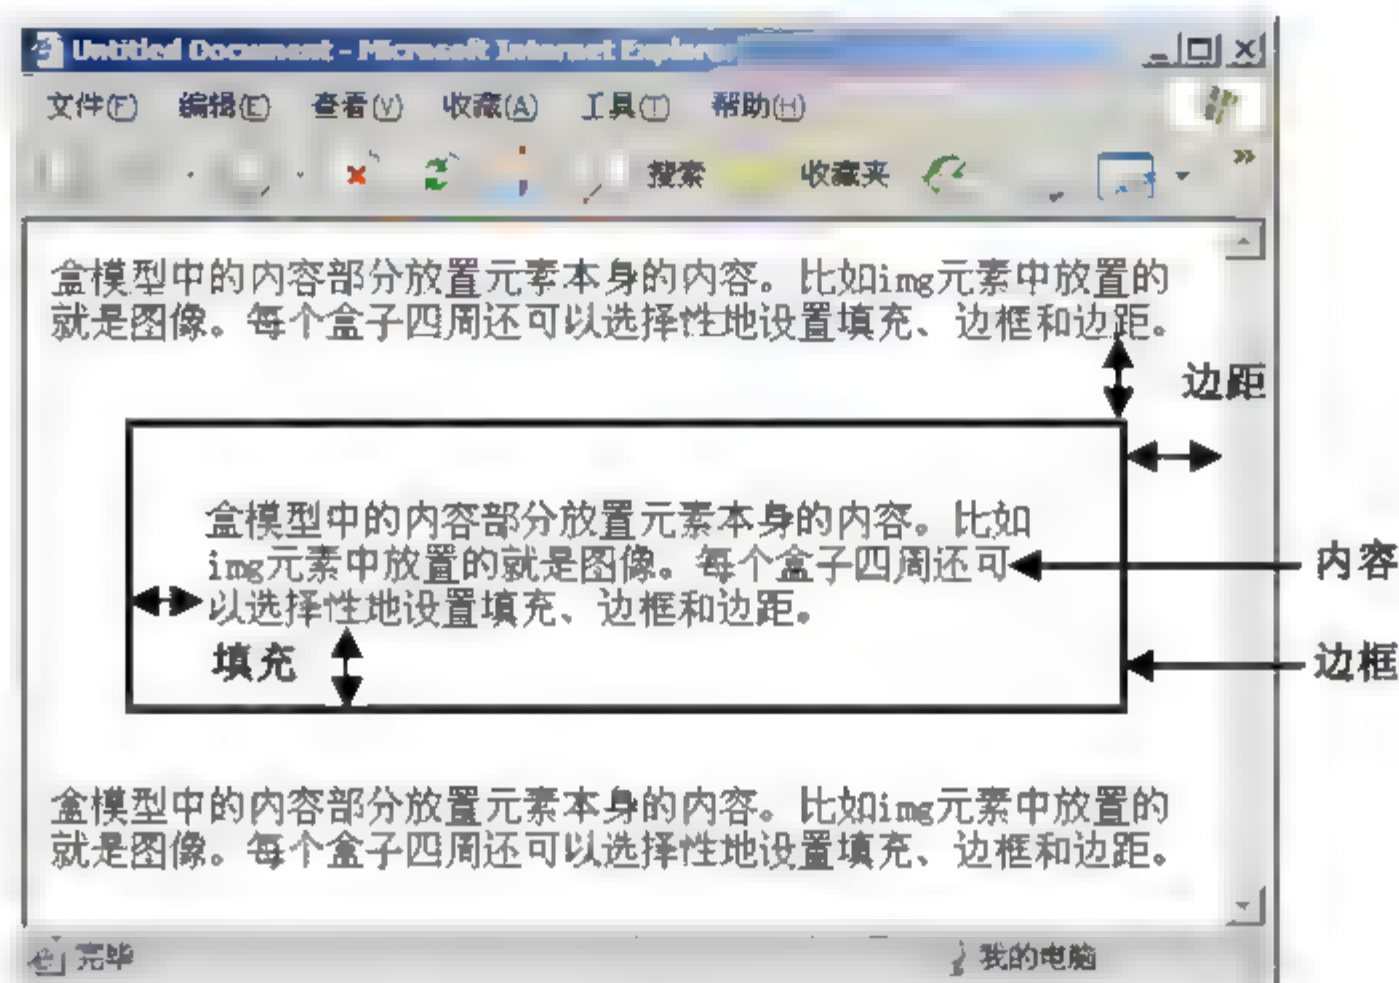 Untitled Document - Microsoft Internet Explorer
文件(F) 编辑(E) 查看(V) 收藏(A) 工具(T) 帮助(H)
搜索 收藏夹
盒模型中的内容部分放置元素本身的内容。比如img元素中放置的
就是图像。每个盒子四周还可以选择性地设置填充、边框和边距。
边距
盒模型中的内容部分放置元素本身的内容。比如
img元素中放置的就是图像。每个盒子四周还可
以选择性地设置填充、边框和边距。
内容
填充
边框
盒模型中的内容部分放置元素本身的内容。比如img元素中放置的
就是图像。每个盒子四周还可以选择性地设置填充、边框和边距。
完毕 我的电脑